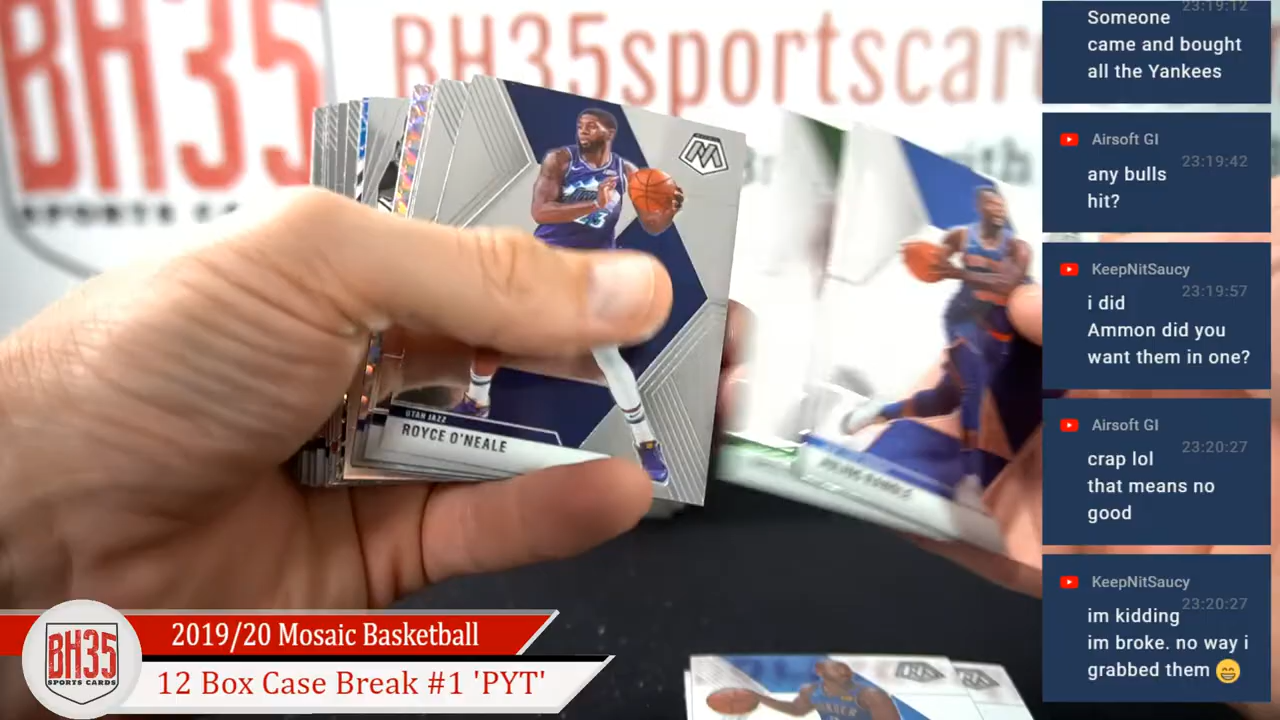 BH35
SPORTS CARDS
BH35sportscar
UTAH JAZZ
ROYCE O'NEALE
23
23:19:12
Someone
came and bought
all the Yankees
Airsoft GI
23:19:42
any bulls
hit?
KeepNitSaucy
23:19:57
i did
Ammon did you
want them in one?
Airsoft GI
23:20:27
crap lol
that means no
good
KeepNitSaucy
23:20:27
im kidding
im broke. no way i
grabbed them 😁
BH35
SPORTS CARDS
2019/20 Mosaic Basketball
12 Box Case Break #1 'PYT'